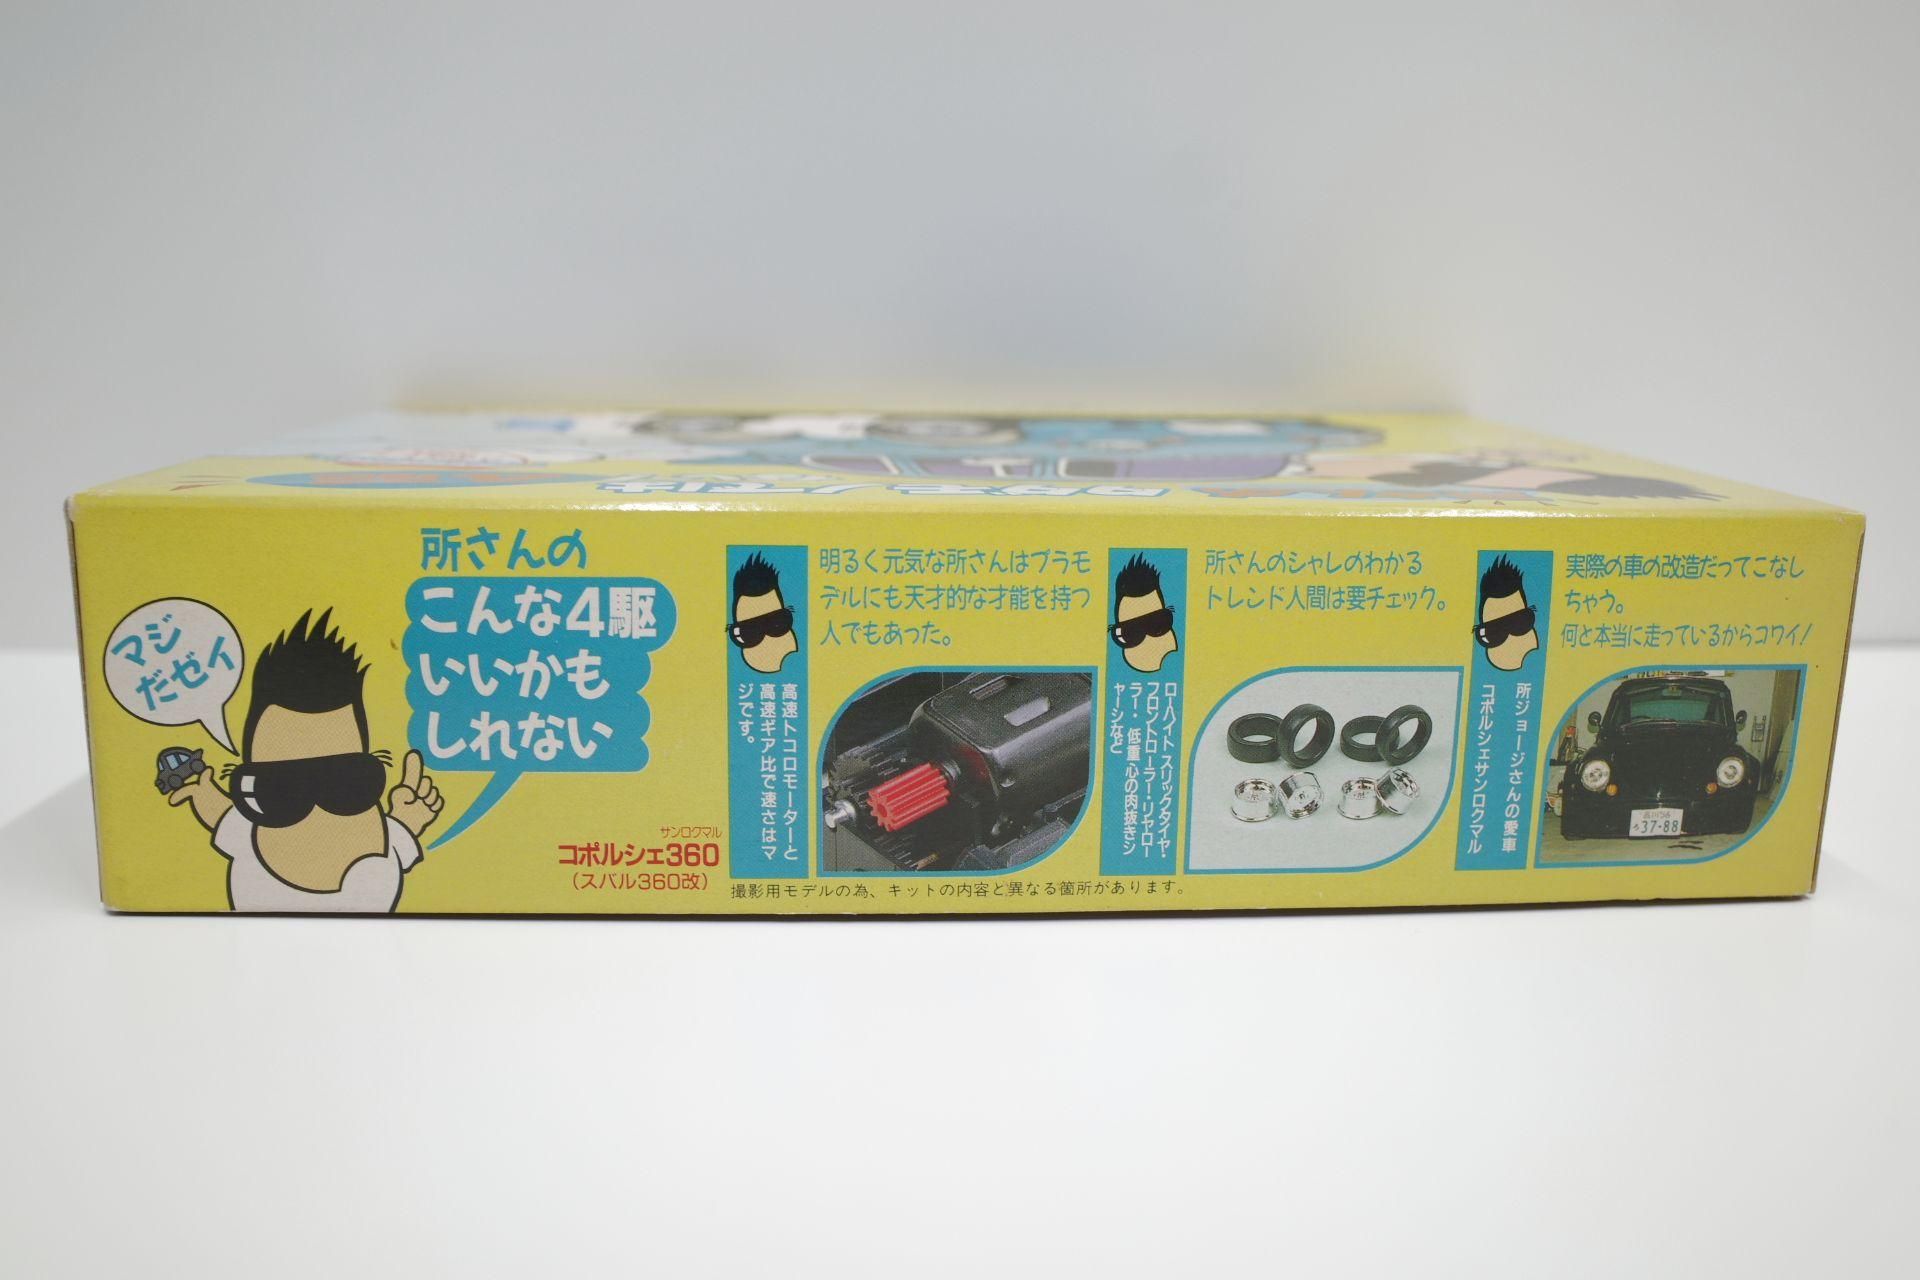 マジ
だゼイ
所さんの
こんな4駆
いいかも
しれない
サンロクマル
コポルシェ360
(スバル360改)
明るく元気な所さんはプラモ
デルにも天才的な才能を持つ
人でもあった。
高速トコロモーターと
高速ギア比で速さはマ
ジです。
所さんのシャレのわかる
トレンド人間は要チェック。
ローハイト スリックタイヤ・
フロントローラー・リヤロー
ラー・低重心の肉抜きシ
ャーシなど
実際の車の改造だってこなし
ちゃう。
何と本当に走っているからコワイ!
所ジョージさんの愛車
コポルシェサンロクマル
品川56
ろ37-88
撮影用モデルの為、キットの内容と異なる箇所があります。